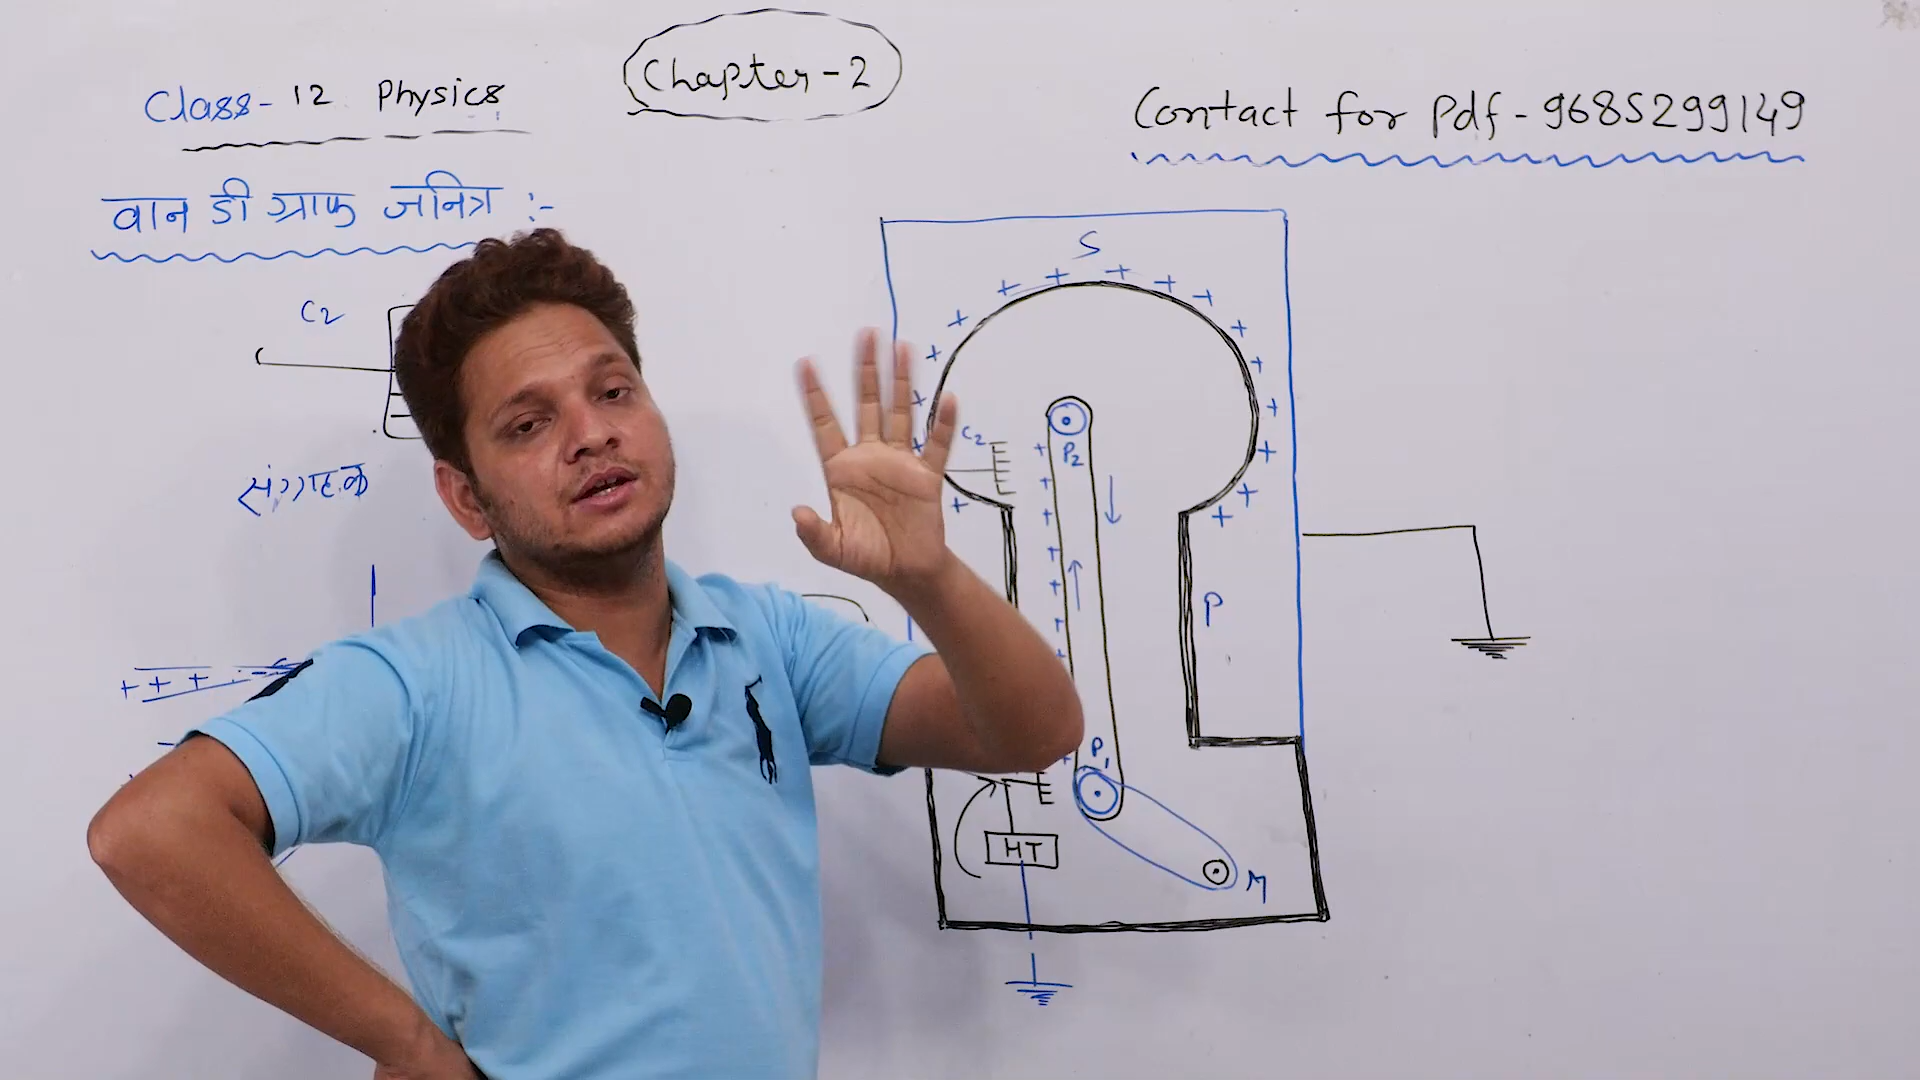 Class-12 Physics
Chapter-2
Contact for Pdf-9685299149
वान डी ग्राफ जनित्र :-
C2
संग्राहक
S
C2
P2
P
P1
HT
M